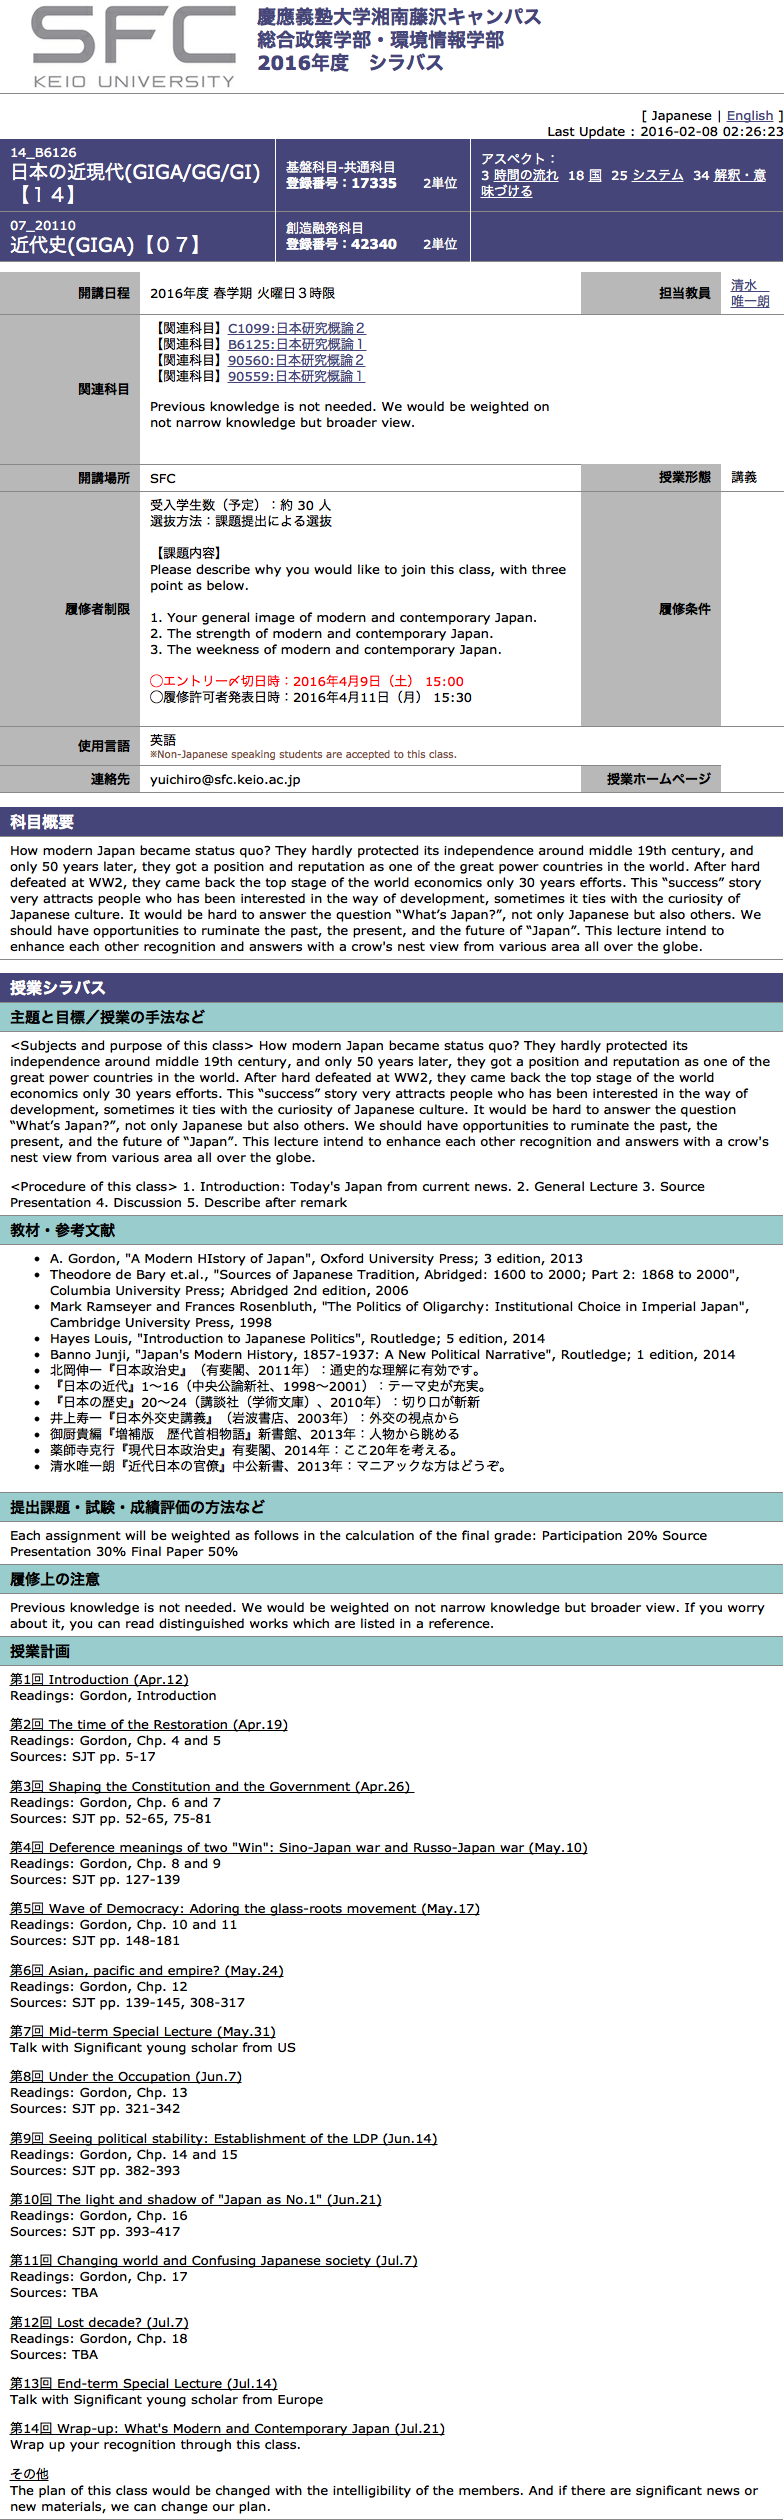 SFC
KEIO UNIVERSITY
慶應義塾大学湘南藤沢キャンパス
総合政策学部・環境情報学部
2016年度　シラバス
[ Japanese | English ]
Last Update : 2016-02-08 02:26:23
14_B6126
日本の近現代(GIGA/GG/GI)
【１４】
基盤科目-共通科目
登録番号：17335 2単位
アスペクト：
3 時間の流れ 18 国 25 システム 34 解釈・意
味づける
07_20110
近代史(GIGA)【０７】
創造融発科目
登録番号：42340 2単位
開講日程
2016年度 春学期 火曜日３時限
担当教員
清水
唯一朗
関連科目
【関連科目】C1099:日本研究概論２
【関連科目】B6125:日本研究概論１
【関連科目】90560:日本研究概論２
【関連科目】90559:日本研究概論１
Previous knowledge is not needed. We would be weighted on
not narrow knowledge but broader view.
開講場所
SFC
授業形態
講義
履修者制限
受入学生数（予定）：約 30 人
選抜方法：課題提出による選抜
【課題内容】
Please describe why you would like to join this class, with three
point as below.
1. Your general image of modern and contemporary Japan.
2. The strength of modern and contemporary Japan.
3. The weekness of modern and contemporary Japan.
◯エントリー〆切日時：2016年4月9日（土） 15:00
◯履修許可者発表日時：2016年4月11日（月） 15:30
履修条件
使用言語
英語
※Non-Japanese speaking students are accepted to this class.
連絡先
yuichiro@sfc.keio.ac.jp
授業ホームページ
科目概要
How modern Japan became status quo? They hardly protected its independence around middle 19th century, and
only 50 years later, they got a position and reputation as one of the great power countries in the world. After hard
defeated at WW2, they came back the top stage of the world economics only 30 years efforts. This “success” story
very attracts people who has been interested in the way of development, sometimes it ties with the curiosity of
Japanese culture. It would be hard to answer the question “What’s Japan?”, not only Japanese but also others. We
should have opportunities to ruminate the past, the present, and the future of “Japan”. This lecture intend to
enhance each other recognition and answers with a crow's nest view from various area all over the globe.
授業シラバス
主題と目標／授業の手法など
<Subjects and purpose of this class> How modern Japan became status quo? They hardly protected its
independence around middle 19th century, and only 50 years later, they got a position and reputation as one of the
great power countries in the world. After hard defeated at WW2, they came back the top stage of the world
economics only 30 years efforts. This “success” story very attracts people who has been interested in the way of
development, sometimes it ties with the curiosity of Japanese culture. It would be hard to answer the question
“What’s Japan?”, not only Japanese but also others. We should have opportunities to ruminate the past, the
present, and the future of “Japan”. This lecture intend to enhance each other recognition and answers with a crow's
nest view from various area all over the globe.
<Procedure of this class> 1. Introduction: Today's Japan from current news. 2. General Lecture 3. Source
Presentation 4. Discussion 5. Describe after remark
教材・参考文献
• A. Gordon, "A Modern HIstory of Japan", Oxford University Press; 3 edition, 2013
• Theodore de Bary et.al., "Sources of Japanese Tradition, Abridged: 1600 to 2000; Part 2: 1868 to 2000",
Columbia University Press; Abridged 2nd edition, 2006
• Mark Ramseyer and Frances Rosenbluth, "The Politics of Oligarchy: Institutional Choice in Imperial Japan",
Cambridge University Press, 1998
• Hayes Louis, "Introduction to Japanese Politics", Routledge; 5 edition, 2014
• Banno Junji, "Japan's Modern History, 1857-1937: A New Political Narrative", Routledge; 1 edition, 2014
• 北岡伸一『日本政治史』（有斐閣、2011年）：通史的な理解に有効です。
• 『日本の近代』1〜16（中央公論新社、1998〜2001）：テーマ史が充実。
• 『日本の歴史』20〜24（講談社（学術文庫）、2010年）：切り口が斬新
• 井上寿一『日本外交史講義』（岩波書店、2003年）：外交の視点から
• 御厨貴編『増補版　歴代首相物語』新書館、2013年：人物から眺める
• 薬師寺克行『現代日本政治史』有斐閣、2014年：ここ20年を考える。
• 清水唯一朗『近代日本の官僚』中公新書、2013年：マニアックな方はどうぞ。
提出課題・試験・成績評価の方法など
Each assignment will be weighted as follows in the calculation of the final grade: Participation 20% Source
Presentation 30% Final Paper 50%
履修上の注意
Previous knowledge is not needed. We would be weighted on not narrow knowledge but broader view. If you worry
about it, you can read distinguished works which are listed in a reference.
授業計画
第1回 Introduction (Apr.12)
Readings: Gordon, Introduction
第2回 The time of the Restoration (Apr.19)
Readings: Gordon, Chp. 4 and 5
Sources: SJT pp. 5-17
第3回 Shaping the Constitution and the Government (Apr.26)
Readings: Gordon, Chp. 6 and 7
Sources: SJT pp. 52-65, 75-81
第4回 Deference meanings of two "Win": Sino-Japan war and Russo-Japan war (May.10)
Readings: Gordon, Chp. 8 and 9
Sources: SJT pp. 127-139
第5回 Wave of Democracy: Adoring the glass-roots movement (May.17)
Readings: Gordon, Chp. 10 and 11
Sources: SJT pp. 148-181
第6回 Asian, pacific and empire? (May.24)
Readings: Gordon, Chp. 12
Sources: SJT pp. 139-145, 308-317
第7回 Mid-term Special Lecture (May.31)
Talk with Significant young scholar from US
第8回 Under the Occupation (Jun.7)
Readings: Gordon, Chp. 13
Sources: SJT pp. 321-342
第9回 Seeing political stability: Establishment of the LDP (Jun.14)
Readings: Gordon, Chp. 14 and 15
Sources: SJT pp. 382-393
第10回 The light and shadow of "Japan as No.1" (Jun.21)
Readings: Gordon, Chp. 16
Sources: SJT pp. 393-417
第11回 Changing world and Confusing Japanese society (Jul.7)
Readings: Gordon, Chp. 17
Sources: TBA
第12回 Lost decade? (Jul.7)
Readings: Gordon, Chp. 18
Sources: TBA
第13回 End-term Special Lecture (Jul.14)
Talk with Significant young scholar from Europe
第14回 Wrap-up: What's Modern and Contemporary Japan (Jul.21)
Wrap up your recognition through this class.
その他
The plan of this class would be changed with the intelligibility of the members. And if there are significant news or
new materials, we can change our plan.